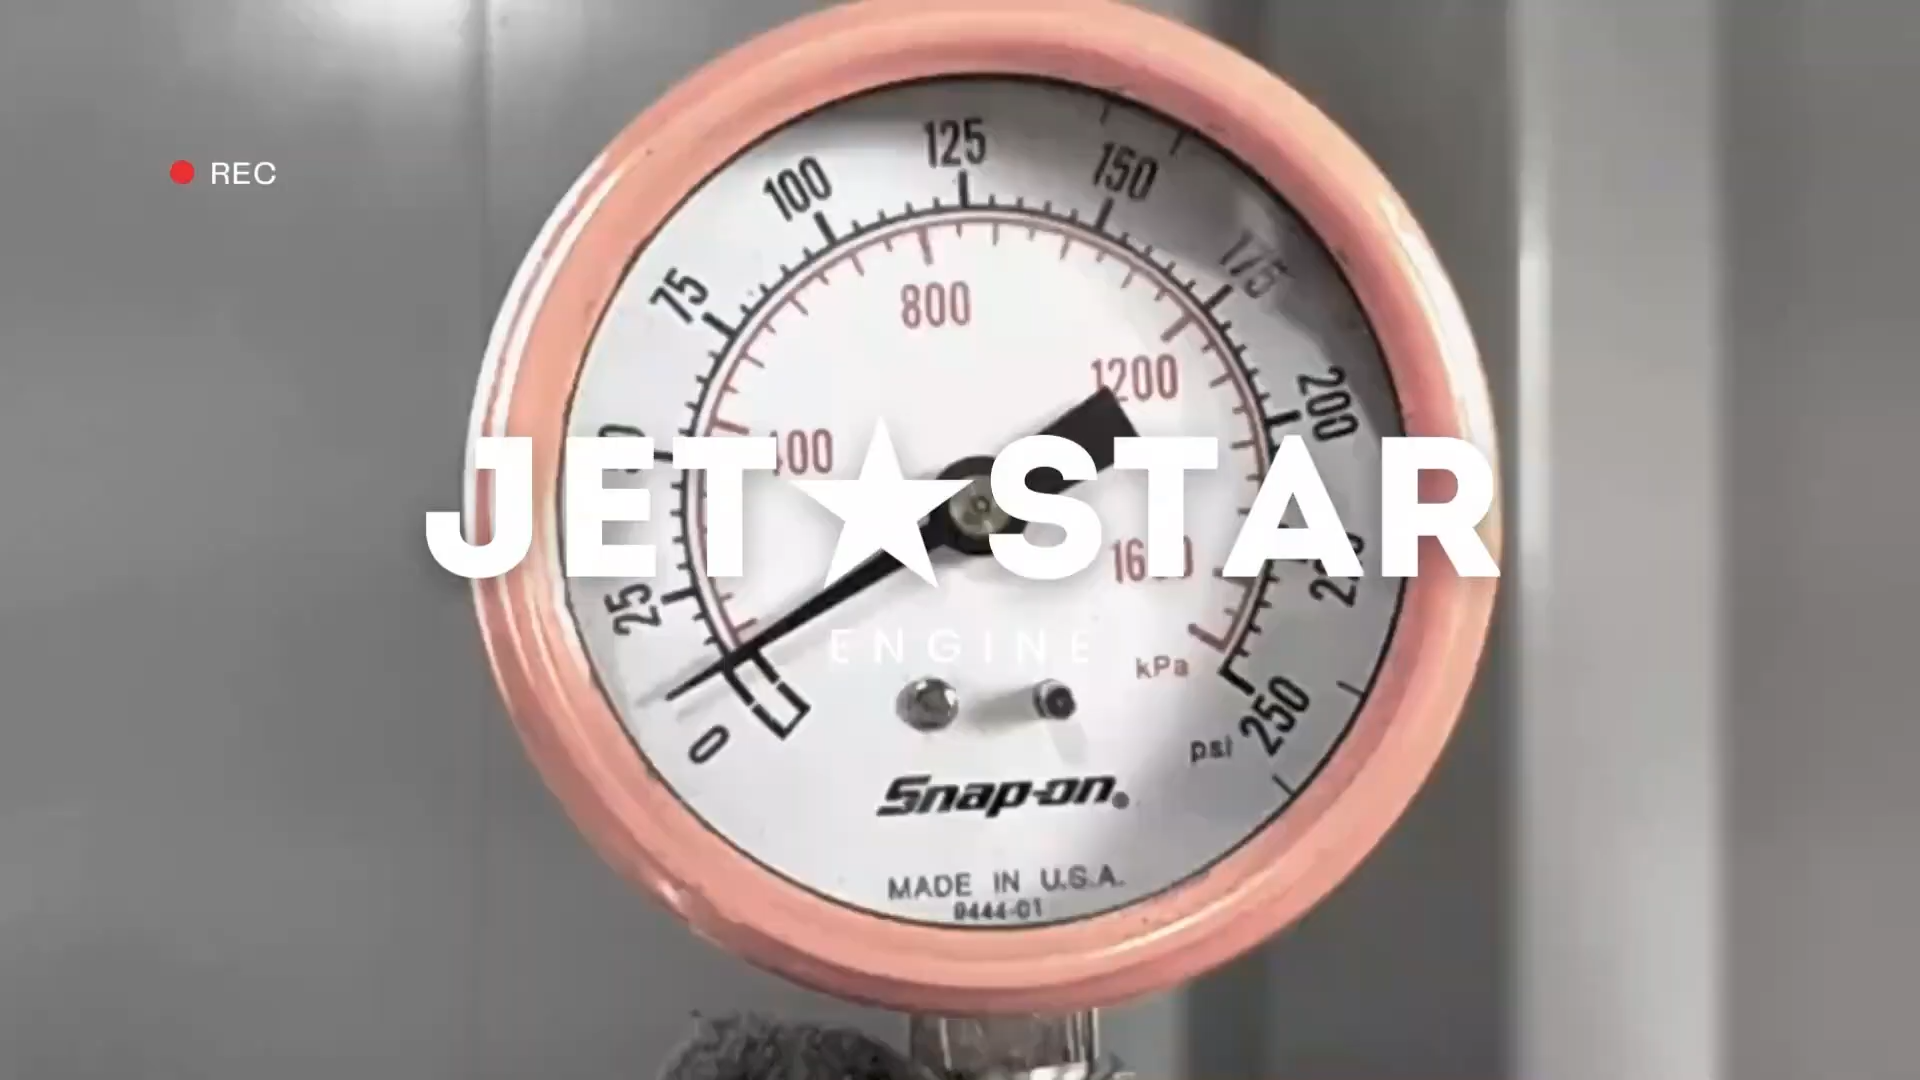 REC
125
100
150
75
175
800
1200
200
JET★STAR
25
ENGINE
kPa
0
250
psi
Snap-on®
MADE IN U.S.A.
9444-01